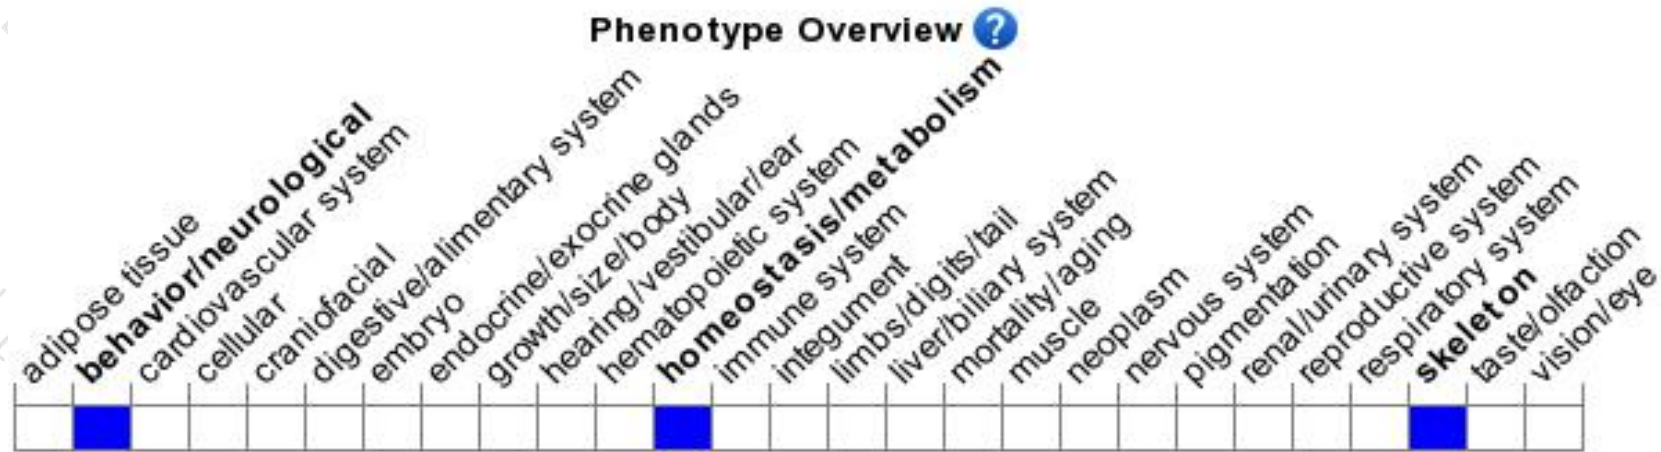 Phenotype Overview ?
adipose tissue
behavior/neurological
cardiovascular system
cellular
craniofacial
digestive/alimentary system
embryo
endocrine/exocrine glands
growth/size/body
hearing/vestibular/ear
hematopoietic system
homeostasis/metabolism
immune system
integument
limbs/digits/tail
liver/biliary system
mortality/aging
muscle
neoplasm
nervous system
pigmentation
renal/urinary system
reproductive system
respiratory system
skeleton
taste/olfaction
vision/eye